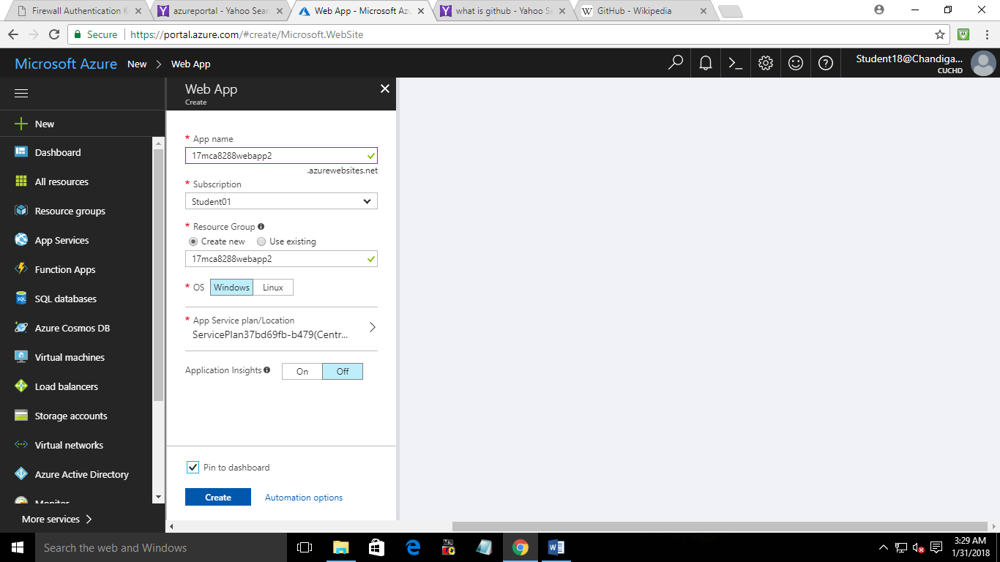 Firewall Authentication K
azureportal - Yahoo Sear
Web App - Microsoft Az
what is github - Yahoo Se
GitHub - Wikipedia
Secure https://portal.azure.com/#create/Microsoft.WebSite
Microsoft Azure New > Web App
Student18@Chandiga...
CUCHD
New
Dashboard
All resources
Resource groups
App Services
Function Apps
SQL databases
Azure Cosmos DB
Virtual machines
Load balancers
Storage accounts
Virtual networks
Azure Active Directory
Monitor
More services >
Web App
Create
* App name
17mca8288webapp2
.azurewebsites.net
* Subscription
Student01
* Resource Group
Create new Use existing
17mca8288webapp2
* OS Windows Linux
* App Service plan/Location
ServicePlan37bd69fb-b479(Centr...
Application Insights On Off
Pin to dashboard
Create Automation options
Search the web and Windows
3:29 AM
1/31/2018